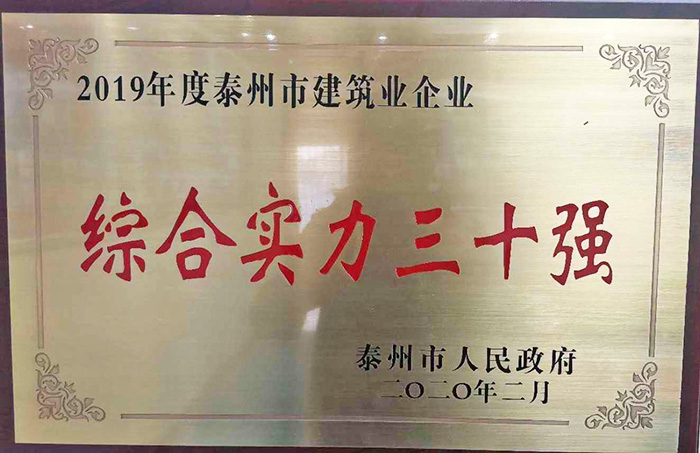 2019年度泰州市建筑业企业
综合实力三十强
泰州市人民政府
二〇二〇年二月